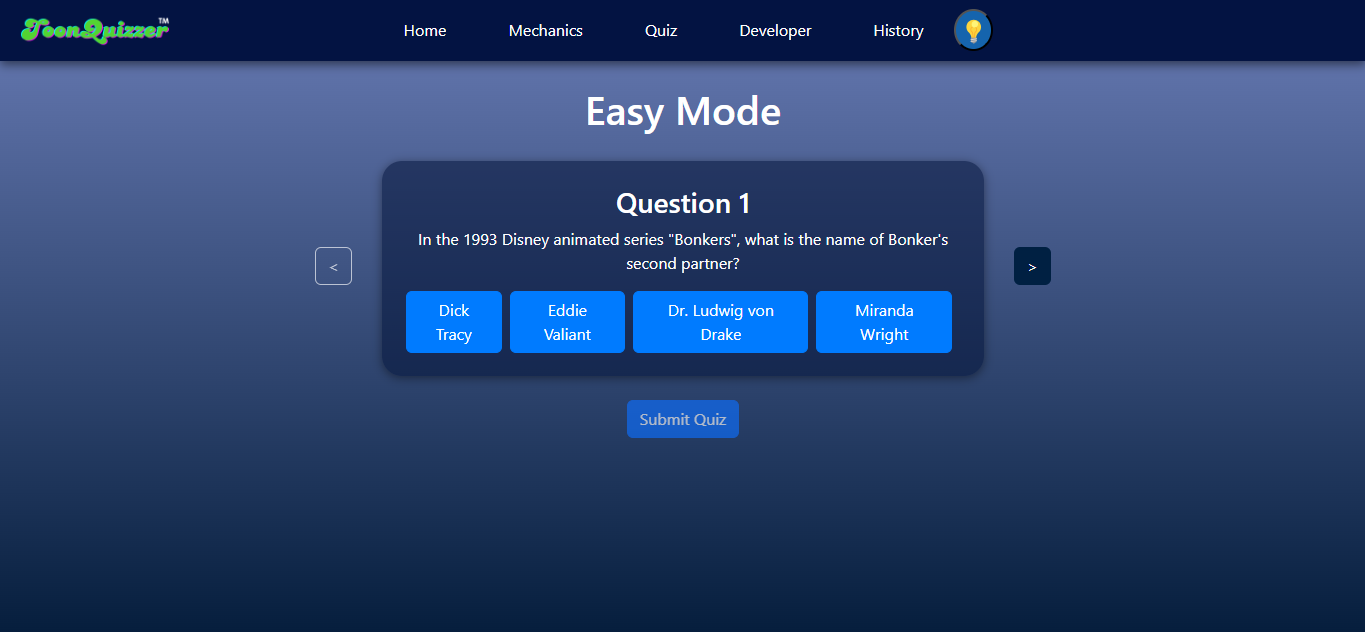 ToonQuizzer™
Home
Mechanics
Quiz
Developer
History
Easy Mode
Question 1
In the 1993 Disney animated series "Bonkers", what is the name of Bonker's
second partner?
<
>
Dick
Tracy
Eddie
Valiant
Dr. Ludwig von
Drake
Miranda
Wright
Submit Quiz